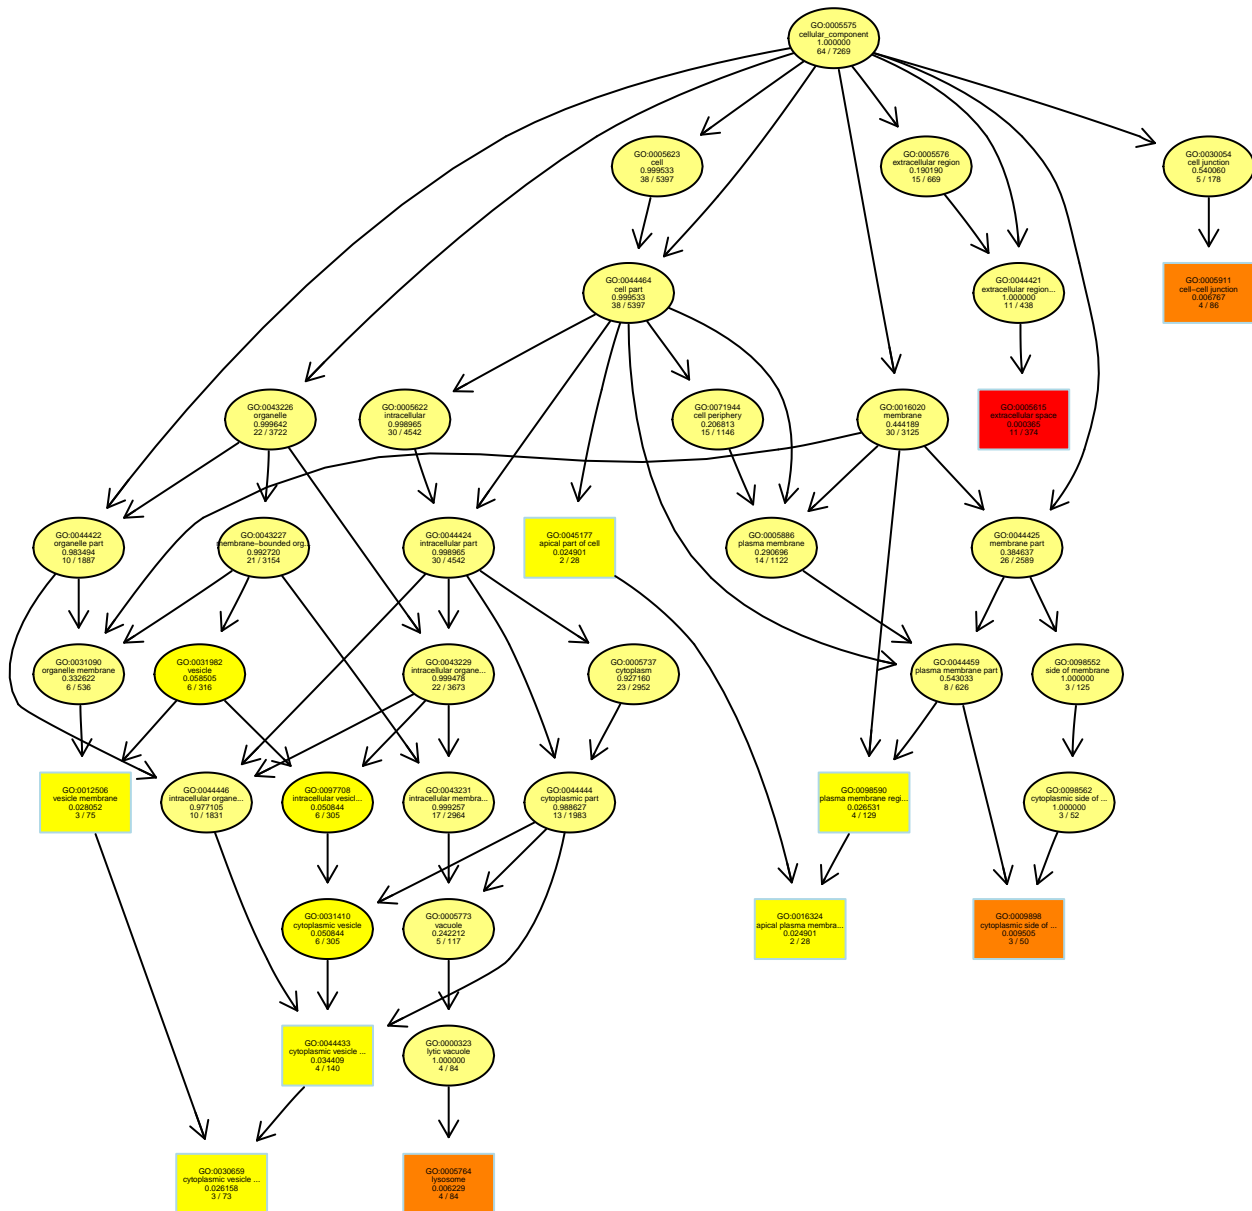 GO:0005575
cellular_component
1.000000
64 / 7269
GO:0005623
cell
0.999533
38 / 5397
GO:0005576
extracellular region
0.190190
15 / 669
GO:0030054
cell junction
0.540060
5 / 178
GO:0044464
cell part
0.999533
38 / 5397
GO:0044421
extracellular region...
1.000000
11 / 438
GO:0005911
cell-cell junction
0.006767
4 / 86
GO:0043226
organelle
0.999642
22 / 3722
GO:0005622
intracellular
0.998965
30 / 4542
GO:0071944
cell periphery
0.206813
15 / 1146
GO:0016020
membrane
0.444189
30 / 3125
GO:0005615
extracellular space
0.000365
11 / 374
GO:0044422
organelle part
0.983494
10 / 1887
GO:0043227
membrane-bounded org...
0.992720
21 / 3154
GO:0044424
intracellular part
0.998965
30 / 4542
GO:0045177
apical part of cell
0.024901
2 / 28
GO:0005886
plasma membrane
0.290696
14 / 1122
GO:0044425
membrane part
0.384637
26 / 2589
GO:0031090
organelle membrane
0.332622
6 / 536
GO:0031982
vesicle
0.058505
6 / 316
GO:0043229
intracellular organe...
0.999478
22 / 3673
GO:0005737
cytoplasm
0.927160
23 / 2952
GO:0044459
plasma membrane part
0.543033
8 / 626
GO:0098552
side of membrane
1.000000
3 / 125
GO:0012506
vesicle membrane
0.028052
3 / 75
GO:0044446
intracellular organe...
0.977105
10 / 1831
GO:0097708
intracellular vesicl...
0.050844
6 / 305
GO:0043231
intracellular membra...
0.999257
17 / 2964
GO:0044444
cytoplasmic part
0.988627
13 / 1983
GO:0098590
plasma membrane regi...
0.026531
4 / 129
GO:0098562
cytoplasmic side of ...
1.000000
3 / 52
GO:0031410
cytoplasmic vesicle
0.050844
6 / 305
GO:0005773
vacuole
0.242212
5 / 117
GO:0016324
apical plasma membra...
0.024901
2 / 28
GO:0009898
cytoplasmic side of ...
0.009505
3 / 50
GO:0044433
cytoplasmic vesicle ...
0.034409
4 / 140
GO:0000323
lytic vacuole
1.000000
4 / 84
GO:0030659
cytoplasmic vesicle ...
0.026158
3 / 73
GO:0005764
lysosome
0.006229
4 / 84